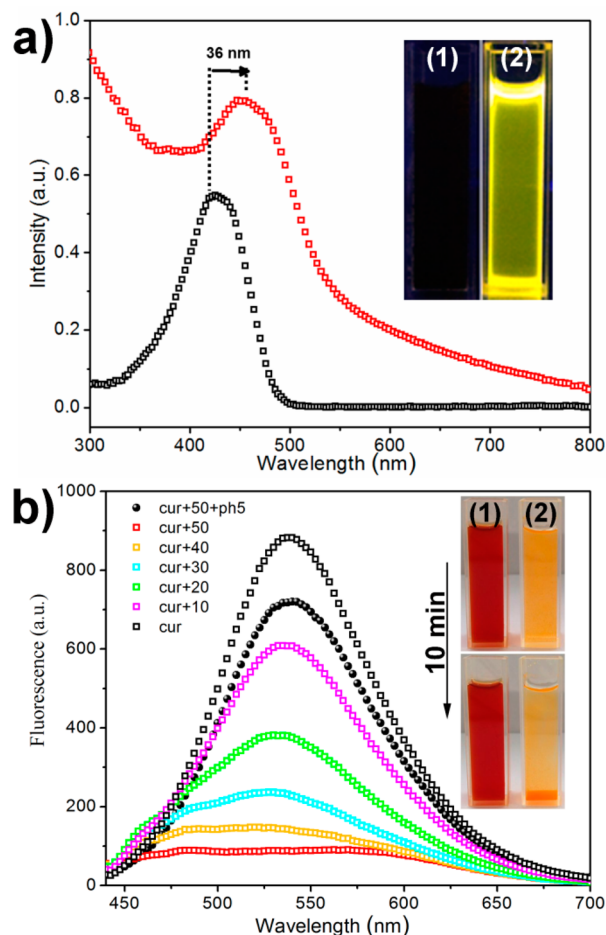 a)
1.0
0.8
0.6
0.4
0.2
0.0
Intensity (a.u.)
36 nm
(1) (2)
300 400 500 600 700 800
Wavelength (nm)
b)
1000
800
600
400
200
0
Fluorescence (a.u.)
cur+50+ph5
cur+50
cur+40
cur+30
cur+20
cur+10
cur
(1) (2)
10 min
450 500 550 600 650 700
Wavelength (nm)